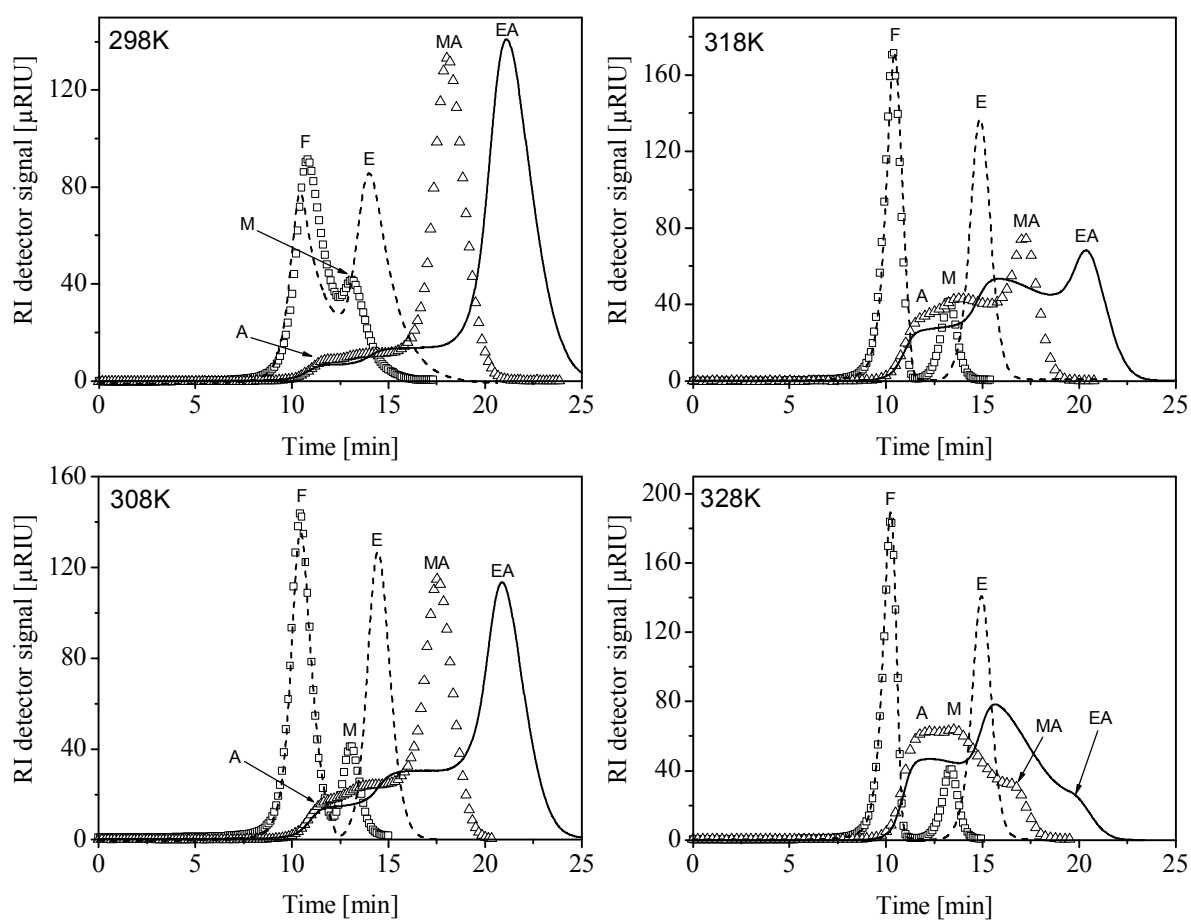 298K
RI detector signal [μRIU]
120
80
40
0
F
M
A
E
MA
EA
0 5 10 15 20 25
Time [min]
318K
RI detector signal [μRIU]
160
120
80
40
0
F
A
M
E
MA
EA
0 5 10 15 20 25
Time [min]
308K
RI detector signal [μRIU]
160
120
80
40
0
F
A
M
E
MA
EA
0 5 10 15 20 25
Time [min]
328K
RI detector signal [μRIU]
200
160
120
80
40
0
F
A
M
E
MA
EA
0 5 10 15 20 25
Time [min]